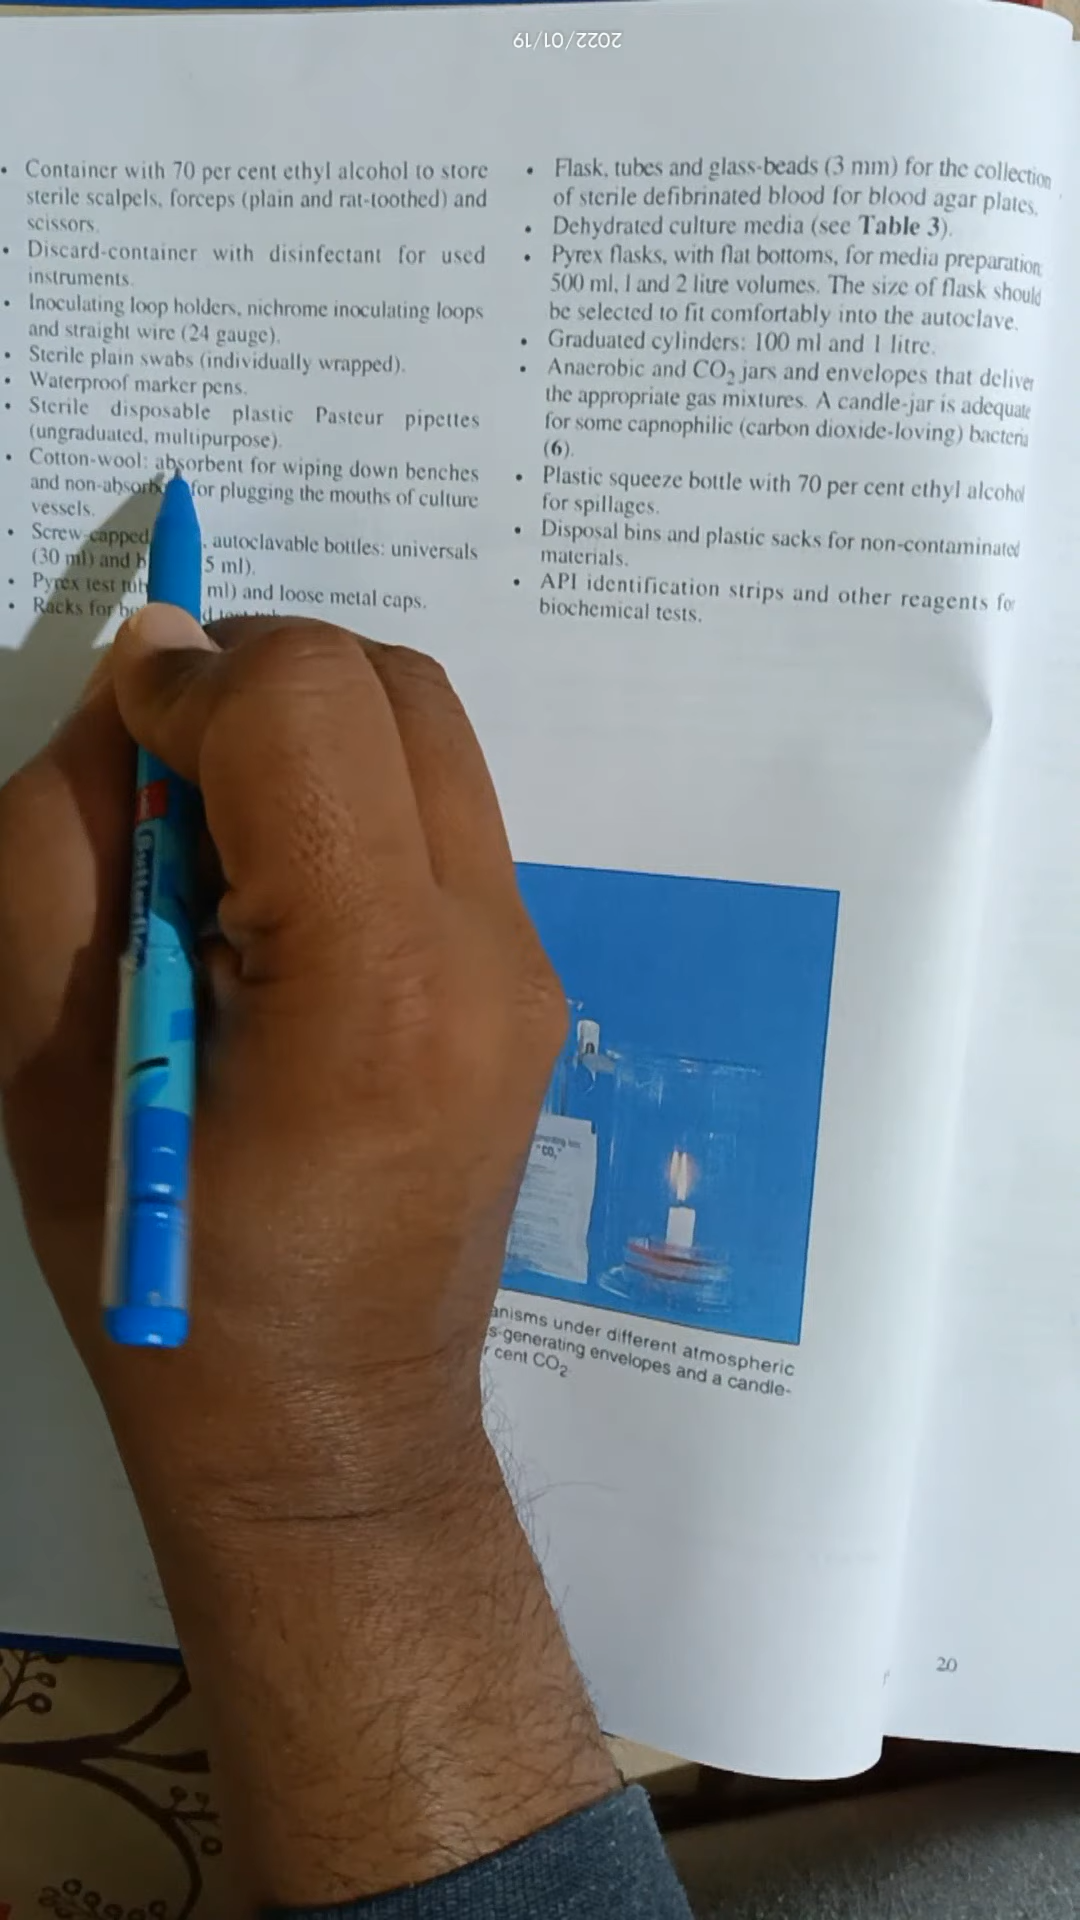 2022/01/19
• Container with 70 per cent ethyl alcohol to store
sterile scalpels, forceps (plain and rat-toothed) and
scissors.
• Discard-container with disinfectant for used
instruments.
• Inoculating loop holders, nichrome inoculating loops
and straight wire (24 gauge).
• Sterile plain swabs (individually wrapped).
• Waterproof marker pens.
• Sterile disposable plastic Pasteur pipettes
(ungraduated, multipurpose).
• Cotton-wool: absorbent for wiping down benches
and non-absorb for plugging the mouths of culture
vessels.
• Screw-capped , autoclavable bottles: universals
(30 ml) and b 5 ml).
• Pyrex test tub ml) and loose metal caps.
• Racks for
• Flask, tubes and glass-beads (3 mm) for the collection
of sterile defibrinated blood for blood agar plates.
• Dehydrated culture media (see Table 3).
• Pyrex flasks, with flat bottoms, for media preparation:
500 ml, 1 and 2 litre volumes. The size of flask should
be selected to fit comfortably into the autoclave.
• Graduated cylinders: 100 ml and 1 litre.
• Anaerobic and CO₂ jars and envelopes that deliver
the appropriate gas mixtures. A candle-jar is adequate
for some capnophilic (carbon dioxide-loving) bacteria
(6).
• Plastic squeeze bottle with 70 per cent ethyl alcohol
for spillages.
• Disposal bins and plastic sacks for non-contaminated
materials.
• API identification strips and other reagents for
biochemical tests.
"CO₂"
anisms under different atmospheric
s-generating envelopes and a candle-
r cent CO₂
20